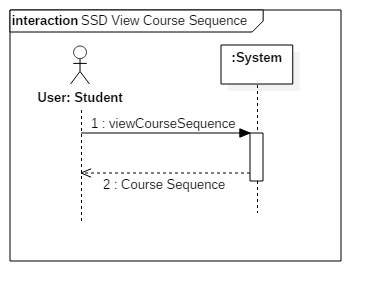 interaction SSD View Course Sequence
:System
User: Student
1 : viewCourseSequence
2 : Course Sequence